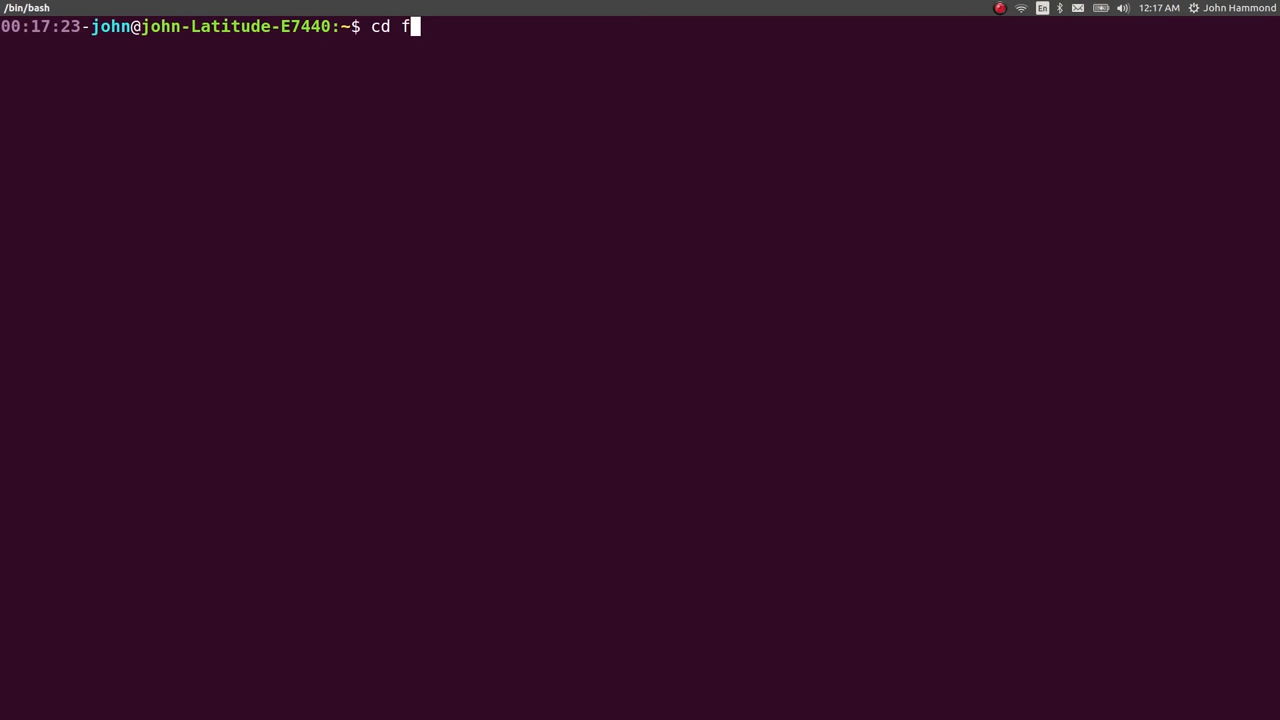 /bin/bash
En
12:17 AM
John Hammond
00:17:23-john@john-Latitude-E7440:~$ cd f